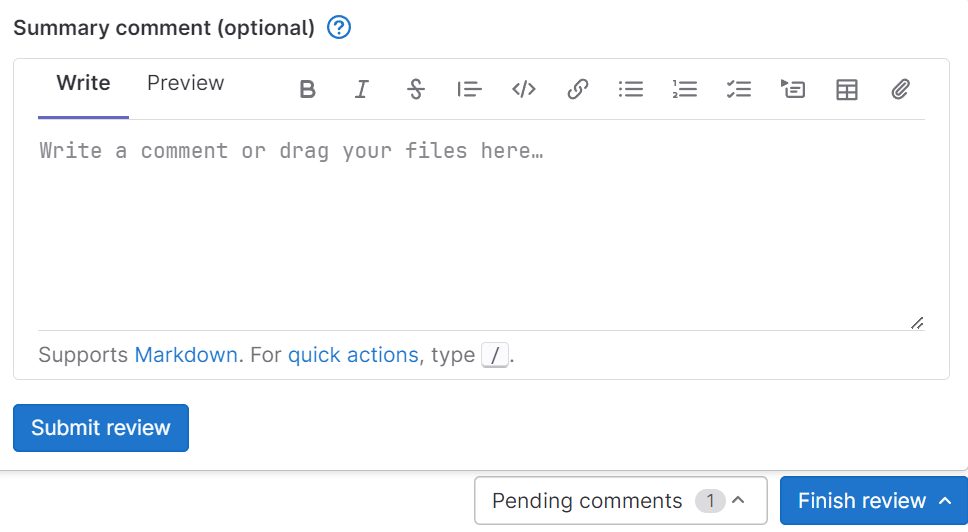 Summary comment (optional) ?
Write Preview B I S
Write a comment or drag your files here…
Supports Markdown. For quick actions, type /.
Submit review
Pending comments 1 Finish review